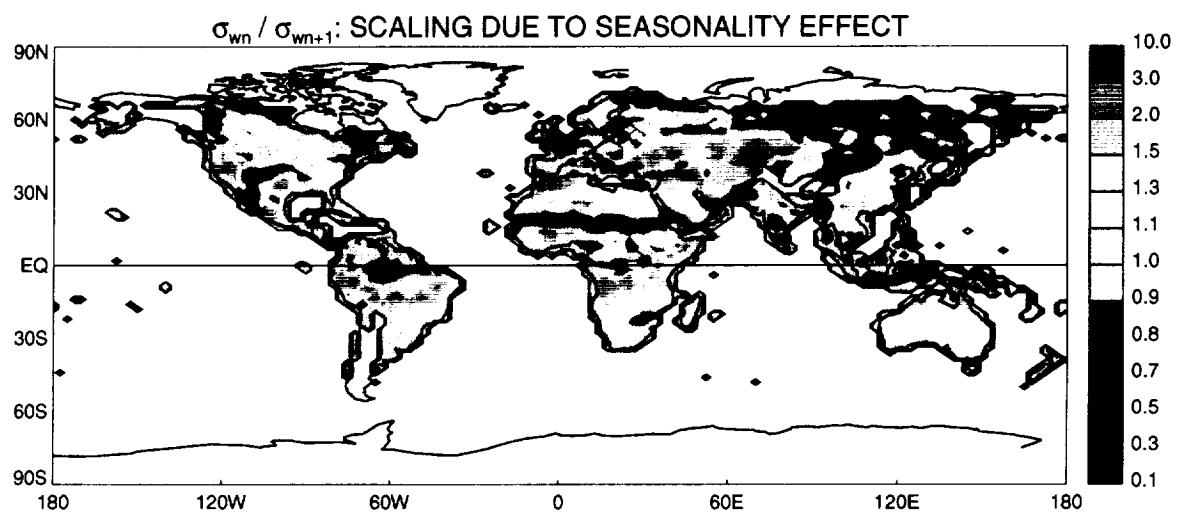 σwn / σwn+1: SCALING DUE TO SEASONALITY EFFECT
90N
60N
30N
EQ
30S
60S
90S
180
120W
60W
0
60E
120E
180
10.0
3.0
2.0
1.5
1.3
1.1
1.0
0.9
0.8
0.7
0.5
0.3
0.1